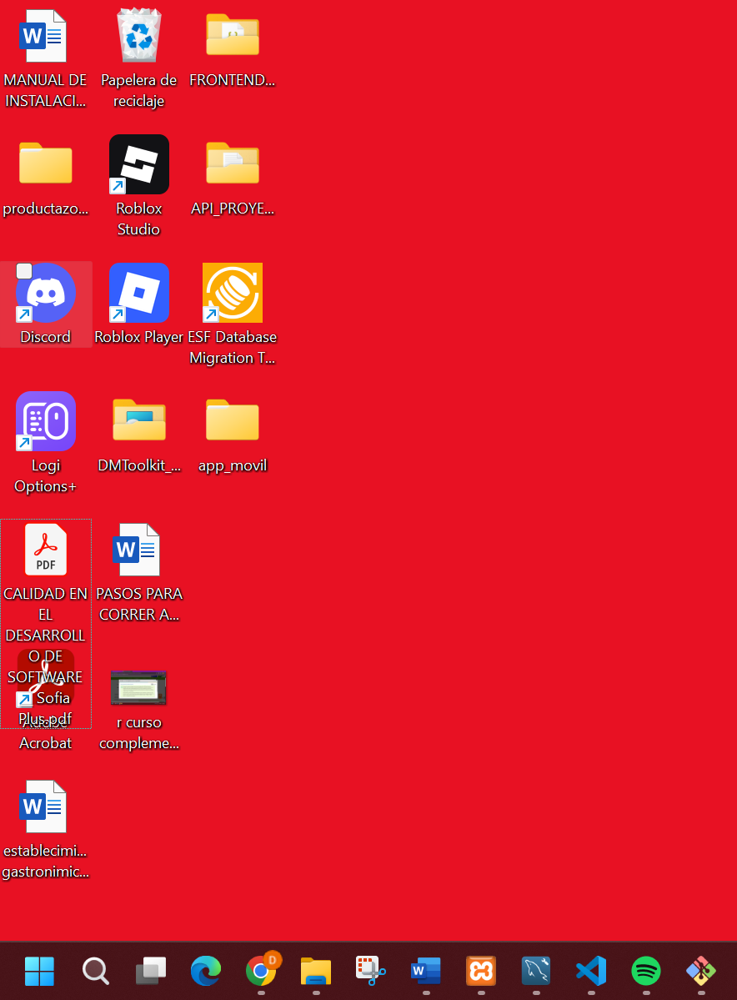 MANUAL DE
INSTALACI...
Papelera de
reciclaje
FRONTEND...
productazo...
Roblox
Studio
API_PROYE...
Discord
Roblox Player
ESF Database
Migration T...
Logi
Options+
DMToolkit_...
app_movil
PDF
CALIDAD EN
EL
DESARROLL
O DE
SOFTWARE
Sofia
Plus.pdf
PASOS PARA
CORRER A...
Adobe
Acrobat
r curso
compleme...
W
establecimi...
gastronimic...
D
W